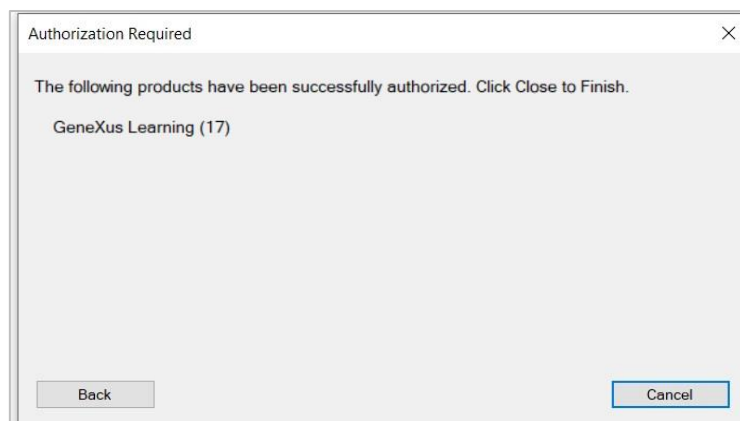 Authorization Required
The following products have been successfully authorized. Click Close to Finish.
GeneXus Learning (17)
Back
Cancel